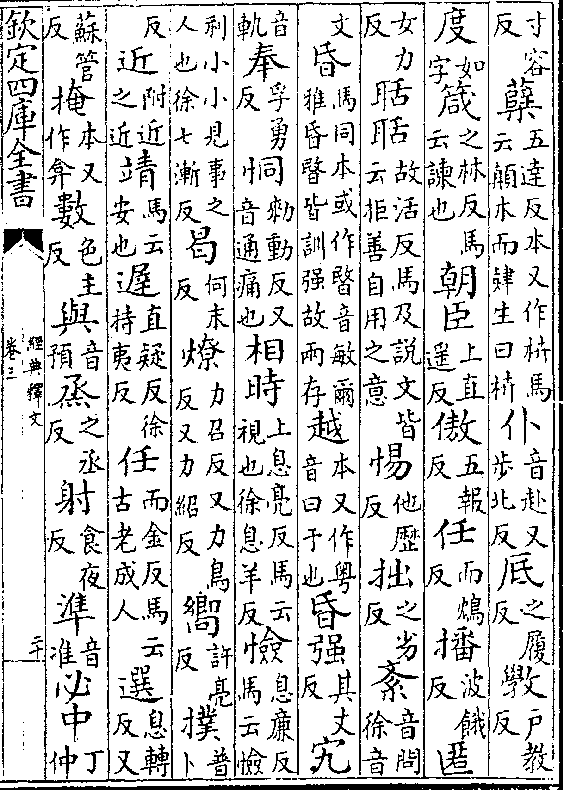 寸容反蘖五達反本又作枿馬云顛木而肄生曰枿仆音赴又步北反厎之履反斆戶教反
度如字箴之林反馬云諫也朝臣上直遥反傲五報反任而鴆反播波餓反匿
女力反聒聒故活反馬及説文皆云拒善自用之意惕他歴反拙之劣反紊音問徐音
文昏馬同本或作暋音敏爾雅昏暋皆訓强故兩存越本又作粤音曰于也昏强其丈反宄
音軌奉孚勇反恫勑動反又音通痛也相時上息亮反馬云視也徐息羊反憸息廉反馬云憸
利小小見事之人也徐七漸反曷何末反燎力召反又力鳥反又力紹反嚮許亮反撲普卜
反近附近之近靖馬云安也遲直疑反徐持夷反任而金反馬云古老成人選息轉反又
蘇管反掩本又作弇數色主反與音預烝之丞反射食夜反準音准必中丁仲
欽定四庫全書
經典釋文
卷三
二十